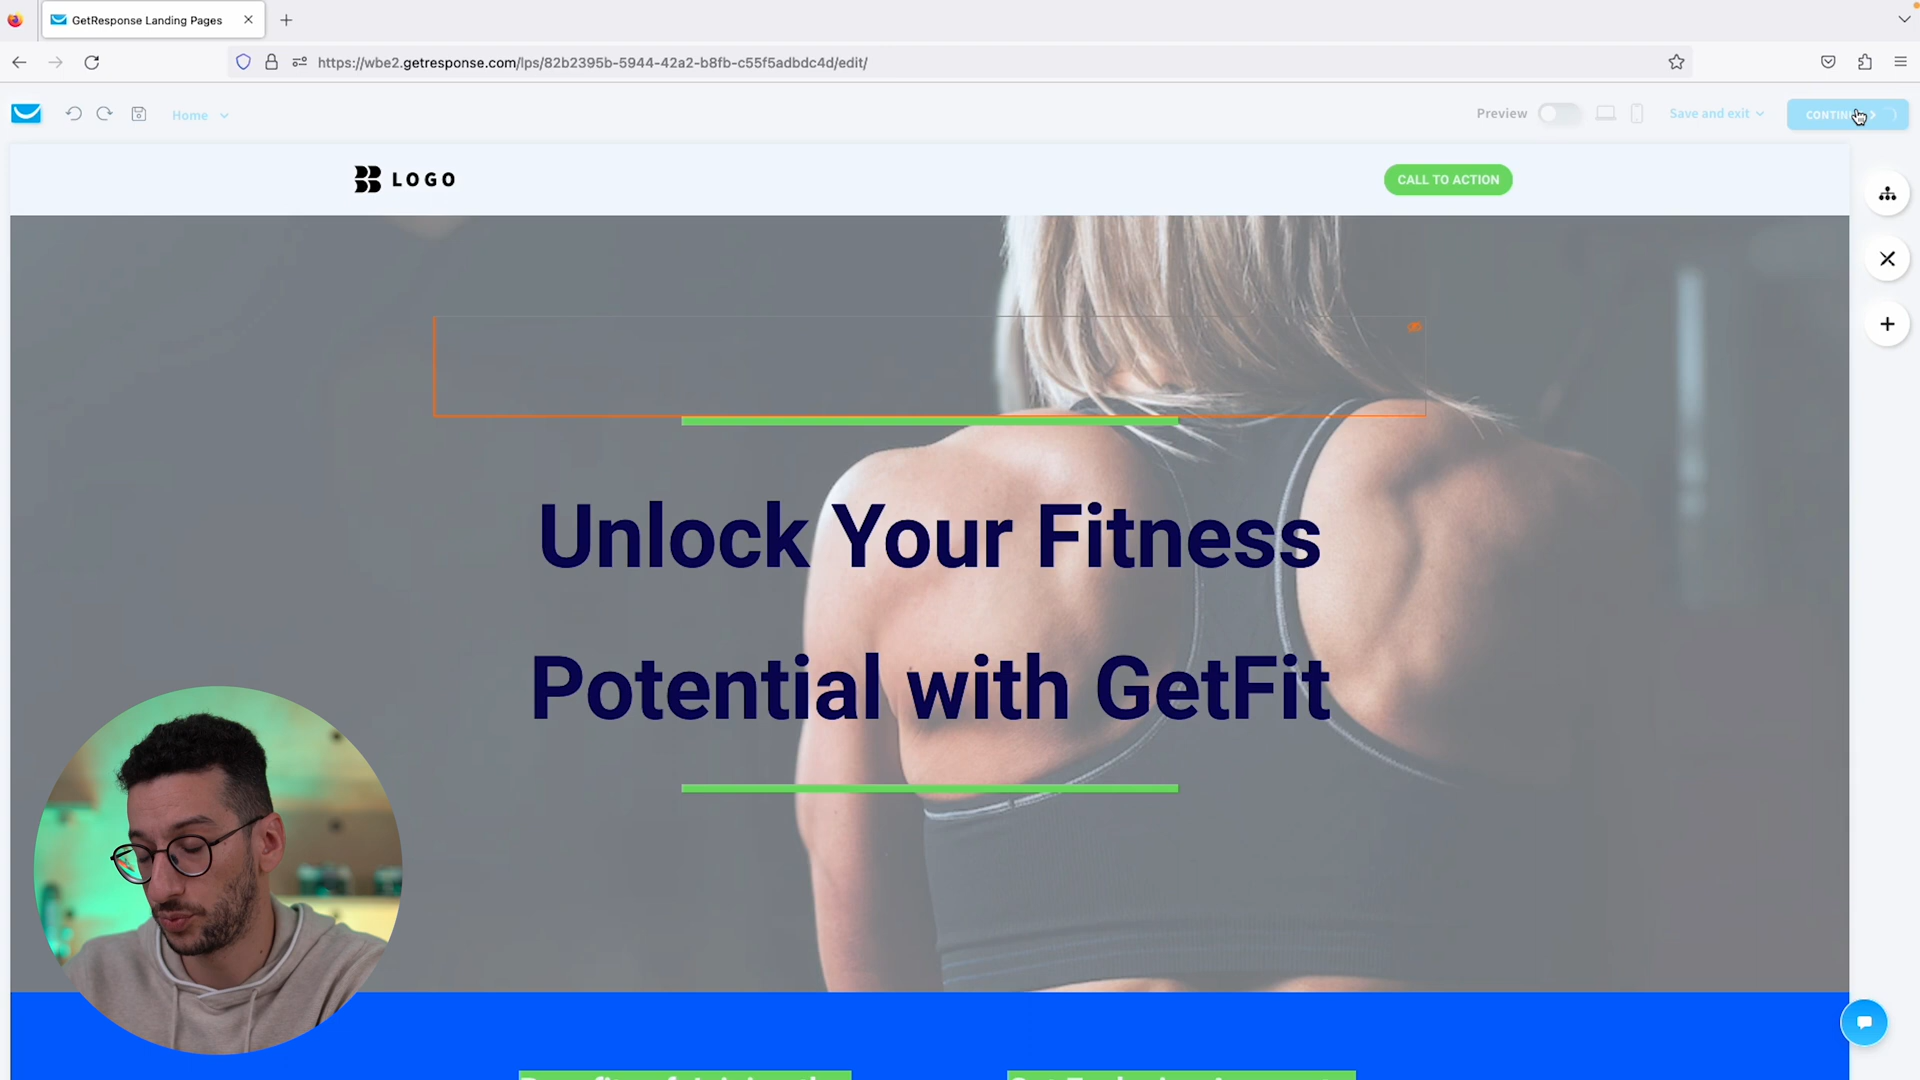 GetResponse Landing Pages
https://wbe2.getresponse.com/lps/82b2395b-5944-42a2-b8fb-c55f5adbdc4d/edit/
Home
Preview
Save and exit
LOGO
CALL TO ACTION
Unlock Your Fitness
Potential with GetFit